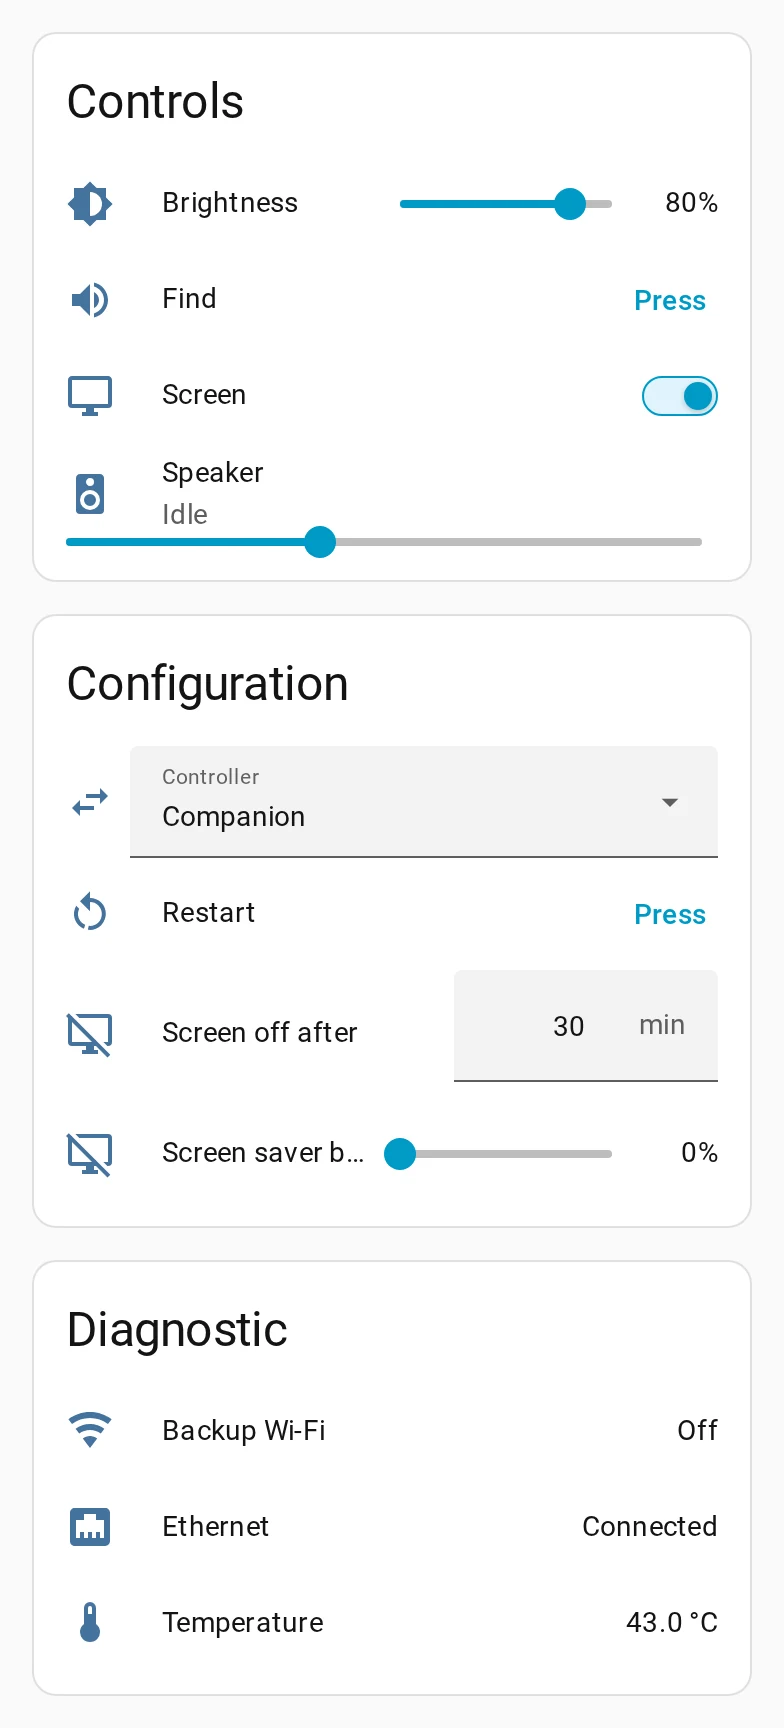 Controls
Brightness 80%
Find Press
Screen
Speaker
Idle
Configuration
Controller
Companion
Restart Press
Screen off after 30 min
Screen saver b... 0%
Diagnostic
Backup Wi-Fi Off
Ethernet Connected
Temperature 43.0 °C